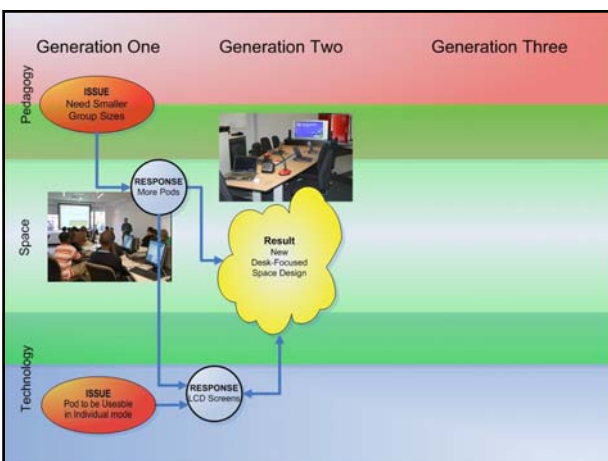 Generation One
Generation Two
Generation Three
Pedagogy
ISSUE
Need Smaller
Group Sizes
RESPONSE
More Pods
Space
Result
New
Desk-Focused
Space Design
Technology
ISSUE
Pod to be Useable
in Individual mode
RESPONSE
LCD Screens